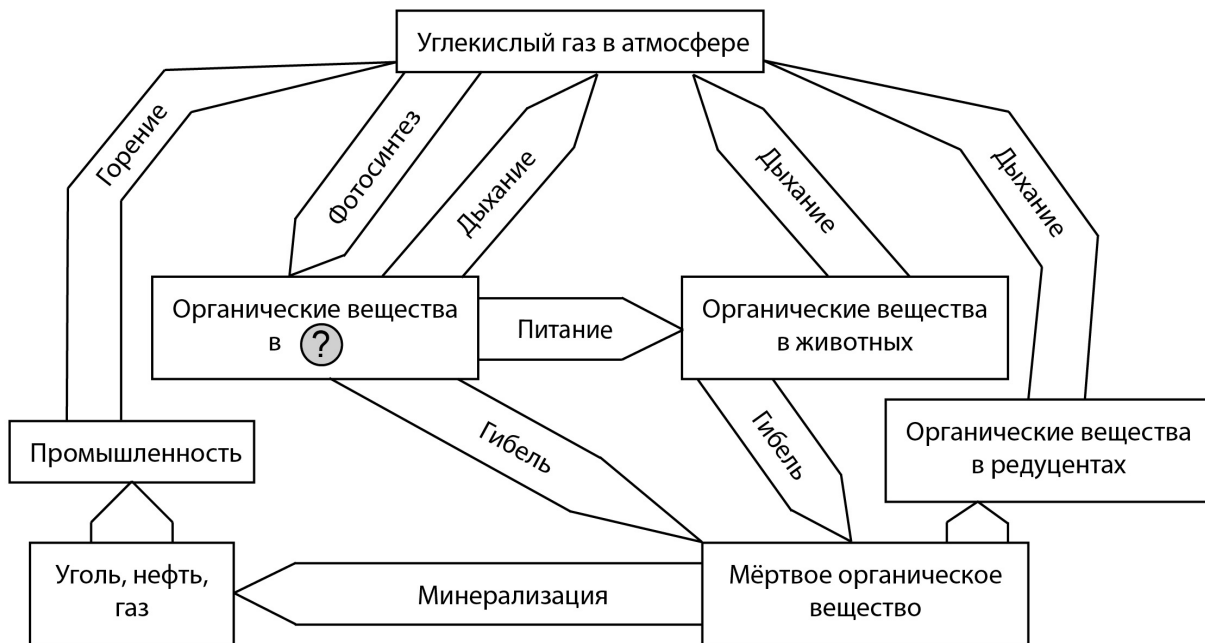 Углекислый газ в атмосфере
Горение
Фотосинтез
Дыхание
Дыхание
Дыхание
Органические вещества
в ?
Питание
Органические вещества
в животных
Гибель
Гибель
Промышленность
Органические вещества
в редуцентах
Уголь, нефть,
газ
Минерализация
Мёртвое органическое
вещество